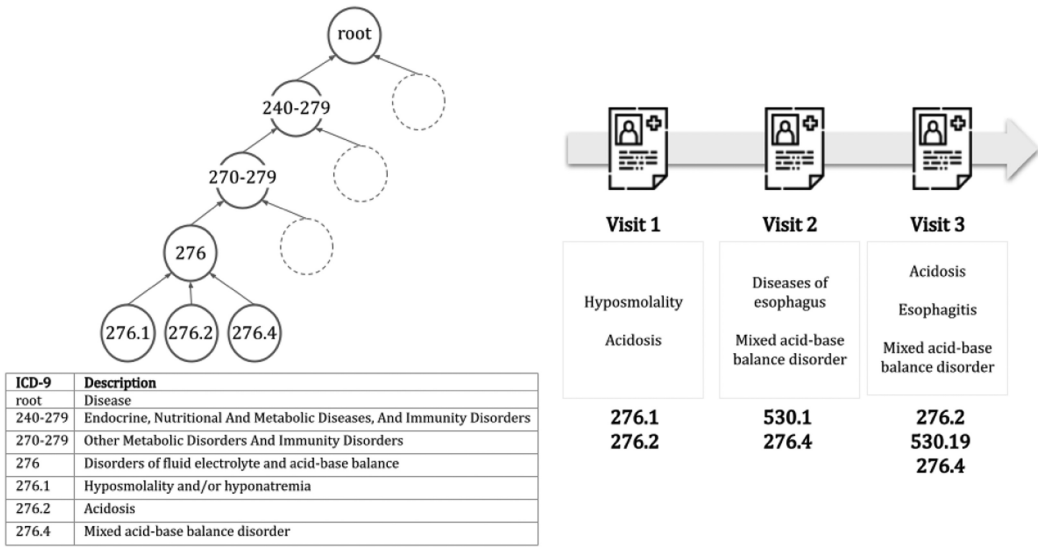 root
240-279
270-279
276
276.1 276.2 276.4
ICD-9 Description
root Disease
240-279 Endocrine, Nutritional And Metabolic Diseases, And Immunity Disorders
270-279 Other Metabolic Disorders And Immunity Disorders
276 Disorders of fluid electrolyte and acid-base balance
276.1 Hyposmolality and/or hyponatremia
276.2 Acidosis
276.4 Mixed acid-base balance disorder
Visit 1
Hyposmolality
Acidosis
276.1
276.2
Visit 2
Diseases of
esophagus
Mixed acid-base
balance disorder
530.1
276.4
Visit 3
Acidosis
Esophagitis
Mixed acid-base
balance disorder
276.2
530.19
276.4